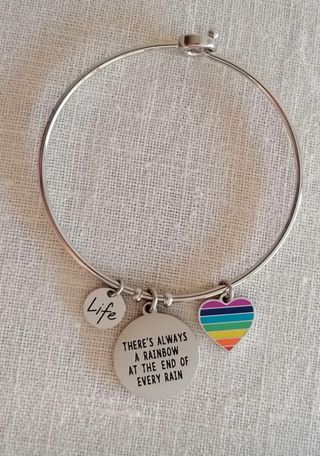 Life
THERE'S ALWAYS
A RAINBOW
AT THE END OF
EVERY RAIN